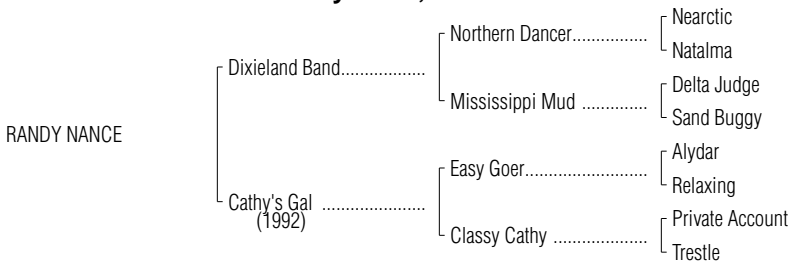 Nearctic
Northern Dancer................
Natalma
Dixieland Band..................
Delta Judge
Mississippi Mud ..............
Sand Buggy
RANDY NANCE
Alydar
Easy Goer..........................
Relaxing
Cathy's Gal ......................
(1992)
Private Account
Classy Cathy ....................
Trestle